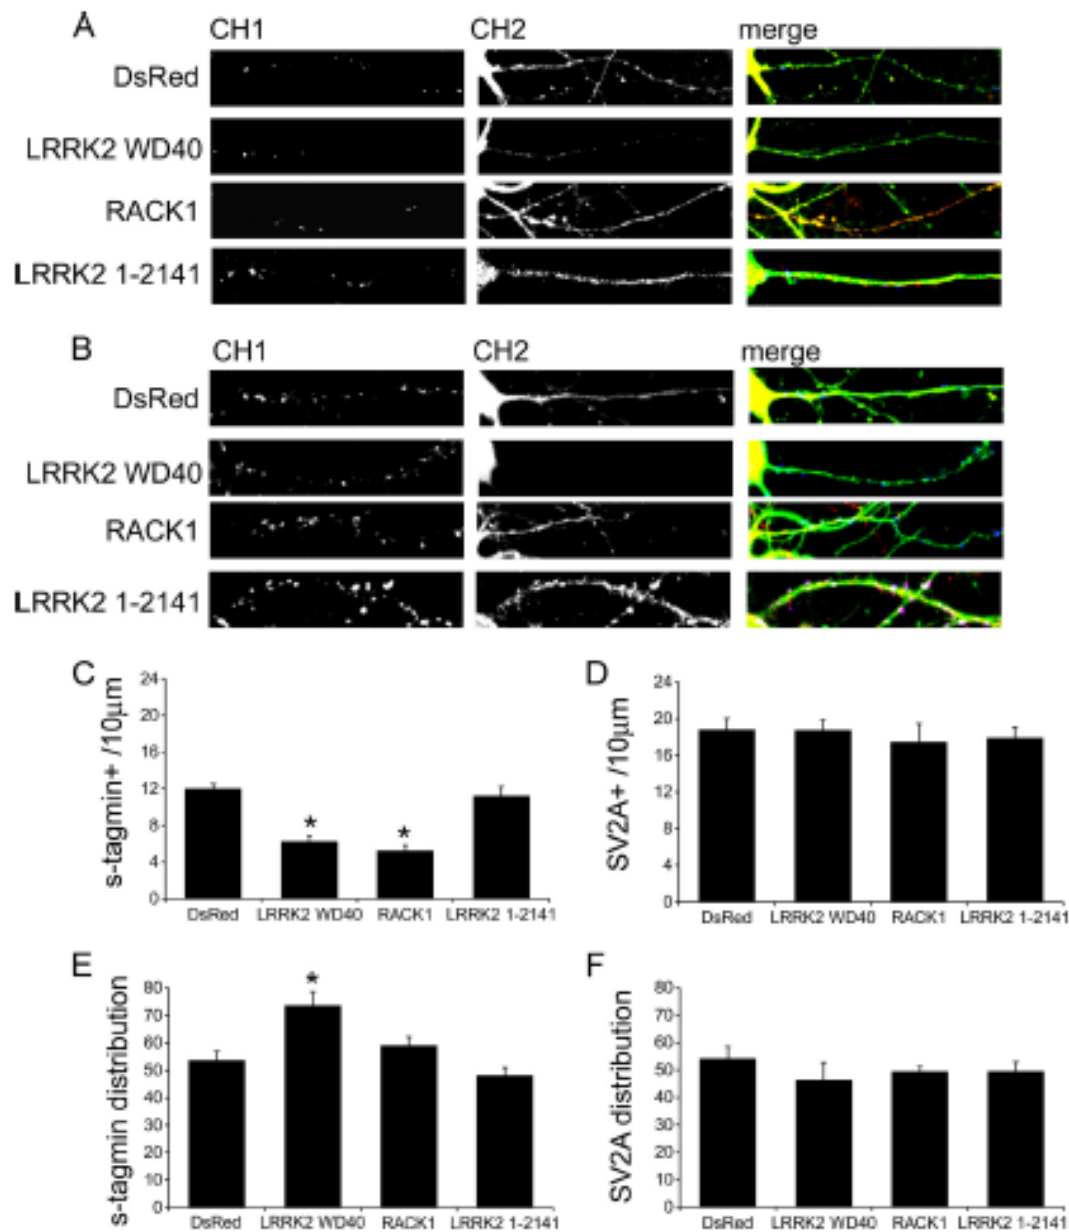 A
CH1 CH2 merge
DsRed
LRRK2 WD40
RACK1
LRRK2 1-2141
B
CH1 CH2 merge
DsRed
LRRK2 WD40
RACK1
LRRK2 1-2141
C
s-tagmin+ /10μm
24
20
16
12
8
4
0
* *
DsRed LRRK2 WD40 RACK1 LRRK2 1-2141
D
SV2A+ /10μm
24
20
16
12
8
4
0
DsRed LRRK2 WD40 RACK1 LRRK2 1-2141
E
s-tagmin distribution
80
70
60
50
40
30
20
10
0
*
DsRed LRRK2 WD40 RACK1 LRRK2 1-2141
F
SV2A distribution
80
70
60
50
40
30
20
10
0
DsRed LRRK2 WD40 RACK1 LRRK2 1-2141